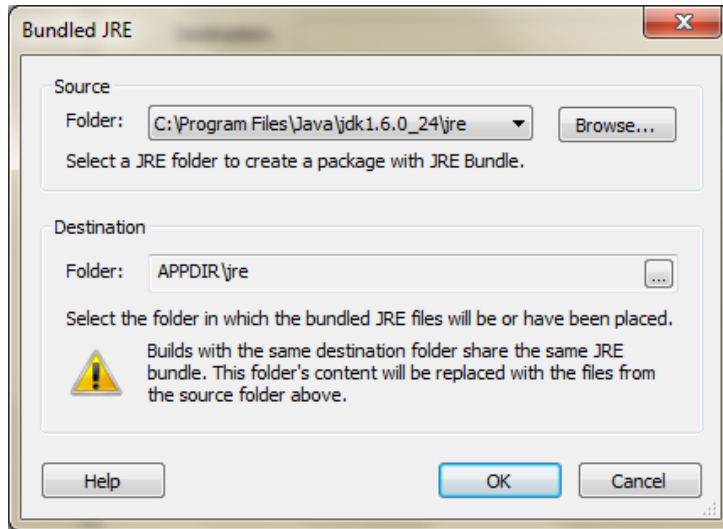 Bundled JRE
Source
Folder: C:\Program Files\Java\jdk1.6.0_24\jre Browse...
Select a JRE folder to create a package with JRE Bundle.
Destination
Folder: APPDIR\jre ...
Select the folder in which the bundled JRE files will be or have been placed.
Builds with the same destination folder share the same JRE
bundle. This folder's content will be replaced with the files from
the source folder above.
Help OK Cancel